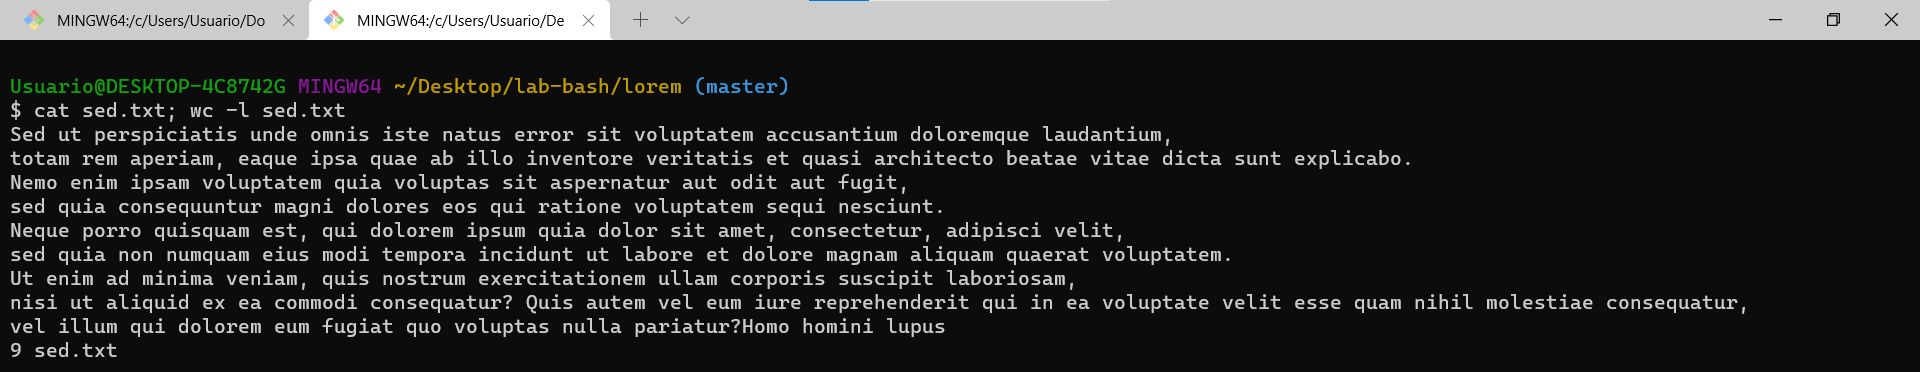 MINGW64:/c/Users/Usuario/Do
MINGW64:/c/Users/Usuario/De
Usuario@DESKTOP-4C8742G MINGW64 ~/Desktop/lab-bash/lorem (master)
$ cat sed.txt; wc -l sed.txt
Sed ut perspiciatis unde omnis iste natus error sit voluptatem accusantium doloremque laudantium,
totam rem aperiam, eaque ipsa quae ab illo inventore veritatis et quasi architecto beatae vitae dicta sunt explicabo.
Nemo enim ipsam voluptatem quia voluptas sit aspernatur aut odit aut fugit,
sed quia consequuntur magni dolores eos qui ratione voluptatem sequi nesciunt.
Neque porro quisquam est, qui dolorem ipsum quia dolor sit amet, consectetur, adipisci velit,
sed quia non numquam eius modi tempora incidunt ut labore et dolore magnam aliquam quaerat voluptatem.
Ut enim ad minima veniam, quis nostrum exercitationem ullam corporis suscipit laboriosam,
nisi ut aliquid ex ea commodi consequatur? Quis autem vel eum iure reprehenderit qui in ea voluptate velit esse quam nihil molestiae consequatur,
vel illum qui dolorem eum fugiat quo voluptas nulla pariatur?Homo homini lupus
9 sed.txt